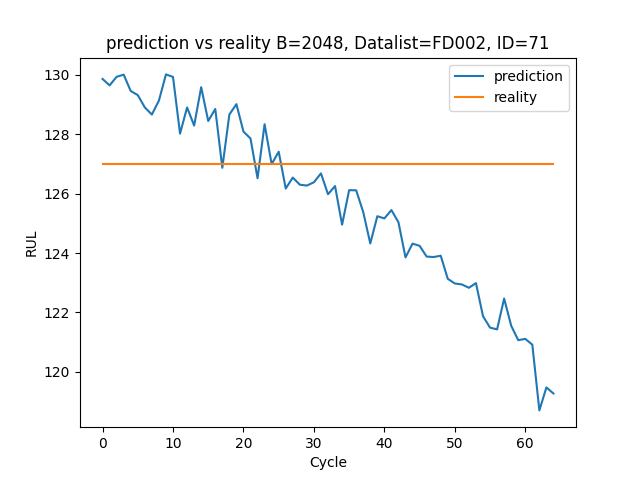 prediction vs reality B=2048, Datalist=FD002, ID=71
prediction
reality
130
128
126
124
122
120
RUL
0 10 20 30 40 50 60
Cycle